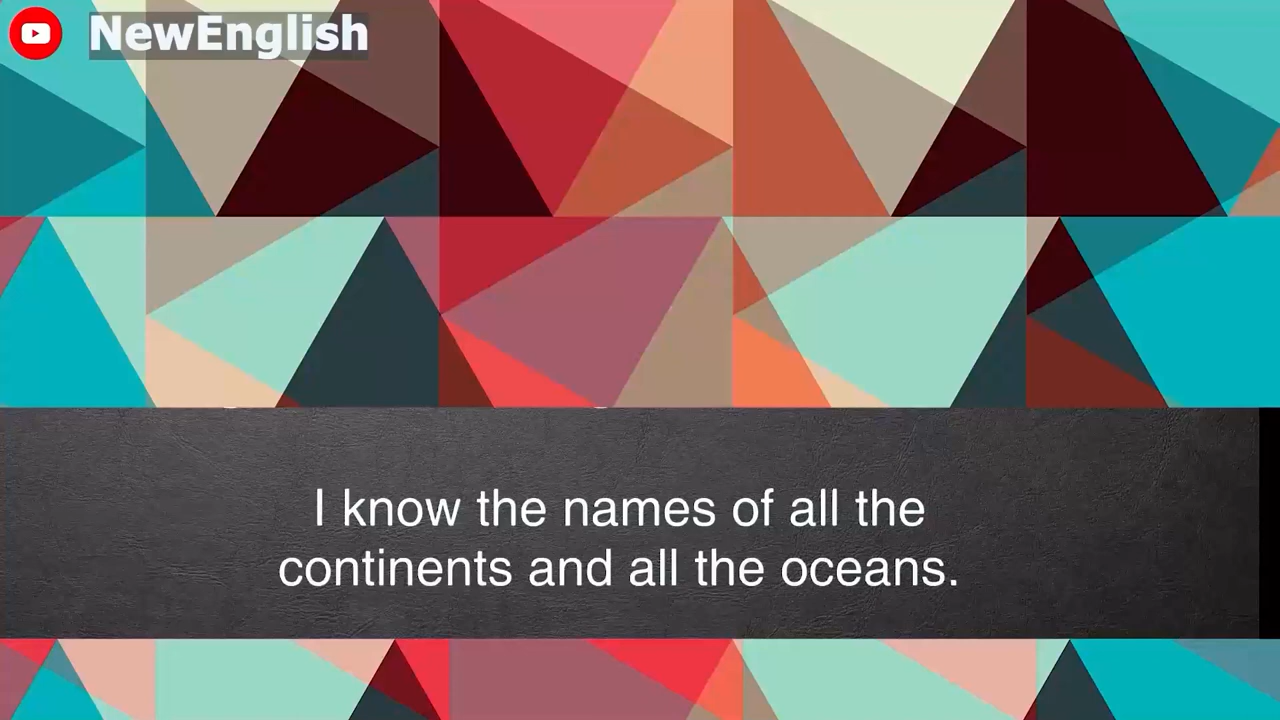 NewEnglish
I know the names of all the
continents and all the oceans.